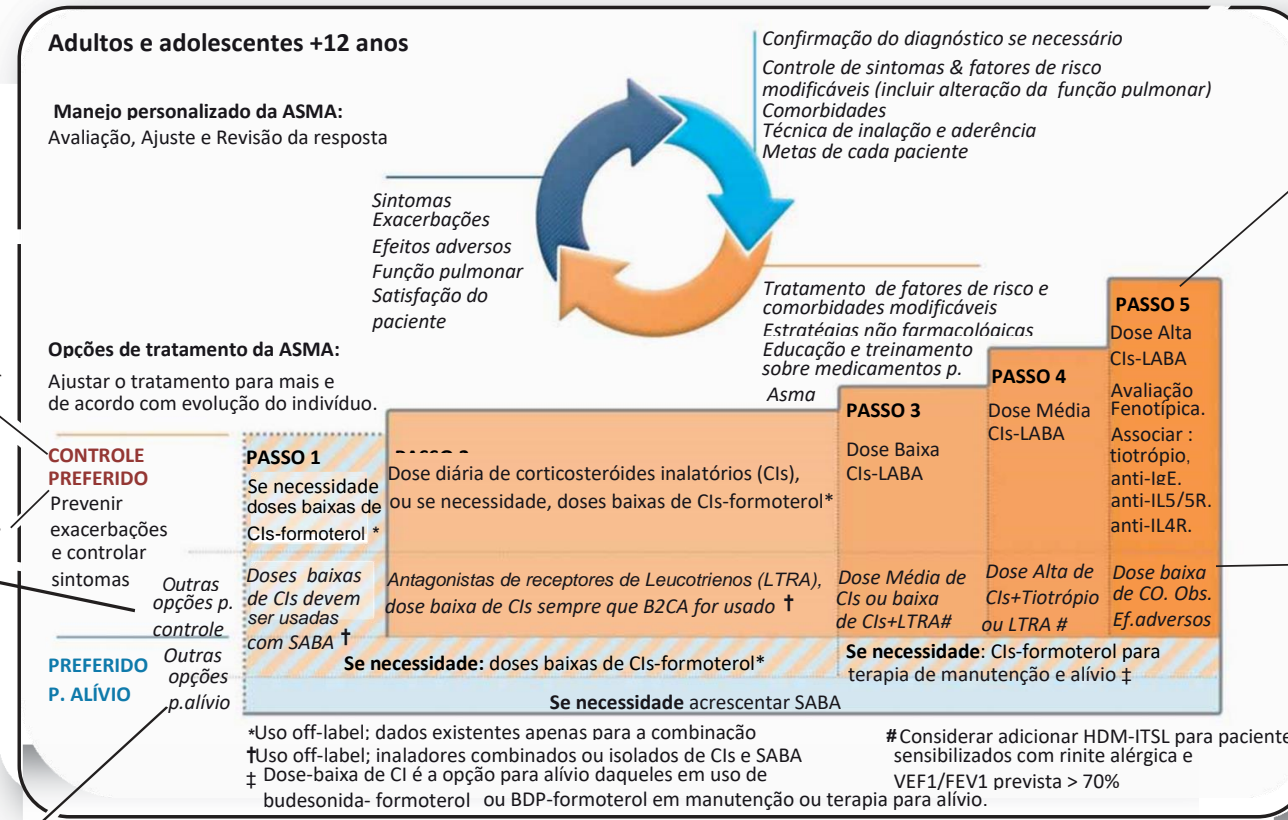 Adultos e adolescentes +12 anos
Manejo personalizado da ASMA:
Avaliação, Ajuste e Revisão da resposta
Confirmação do diagnóstico se necessário
Controle de sintomas & fatores de risco
modificáveis (incluir alteração da função pulmonar)
Comorbidades
Técnica de inalação e aderência
Metas de cada paciente
Sintomas
Exacerbações
Efeitos adversos
Função pulmonar
Satisfação do
paciente
Tratamento de fatores de risco e
comorbidades modificáveis
Estratégias não farmacológicas
Educação e treinamento
sobre medicamentos p.
Asma
Opções de tratamento da ASMA:
Ajustar o tratamento para mais e
de acordo com evolução do indivíduo.
CONTROLE
PREFERIDO
Prevenir
exacerbações
e controlar
sintomas
PASSO 1
Se necessidade
doses baixas de
CIs-formoterol *
Dose diária de corticosteróides inalatórios (CIs),
ou se necessidade, doses baixas de CIs-formoterol*
PASSO 3
Dose Baixa
CIs-LABA
PASSO 4
Dose Média
CIs-LABA
PASSO 5
Dose Alta
CIs-LABA
Avaliação
Fenotípica.
Associar :
tiotrópio,
anti-IgE.
anti-IL5/5R.
anti-IL4R.
Outras
opções p.
controle
Doses baixas
de CIs devem
ser usadas
com SABA †
Antagonistas de receptores de Leucotrienos (LTRA),
dose baixa de CIs sempre que B2CA for usado †
Dose Média de
CIs ou baixa
de CIs+LTRA#
Dose Alta de
CIs+Tiotrópio
ou LTRA #
Dose baixa
de CO. Obs.
Ef.adversos
PREFERIDO
P. ALÍVIO
Outras
opções
p.alívio
Se necessidade: doses baixas de CIs-formoterol*
Se necessidade: CIs-formoterol para
terapia de manutenção e alívio ‡
Se necessidade acrescentar SABA
*Uso off-label; dados existentes apenas para a combinação
†Uso off-label; inaladores combinados ou isolados de CIs e SABA
‡ Dose-baixa de CI é a opção para alívio daqueles em uso de
budesonida- formoterol ou BDP-formoterol em manutenção ou terapia para alívio.
#Considerar adicionar HDM-ITSL para paciente
sensibilizados com rinite alérgica e
VEF1/FEV1 prevista > 70%